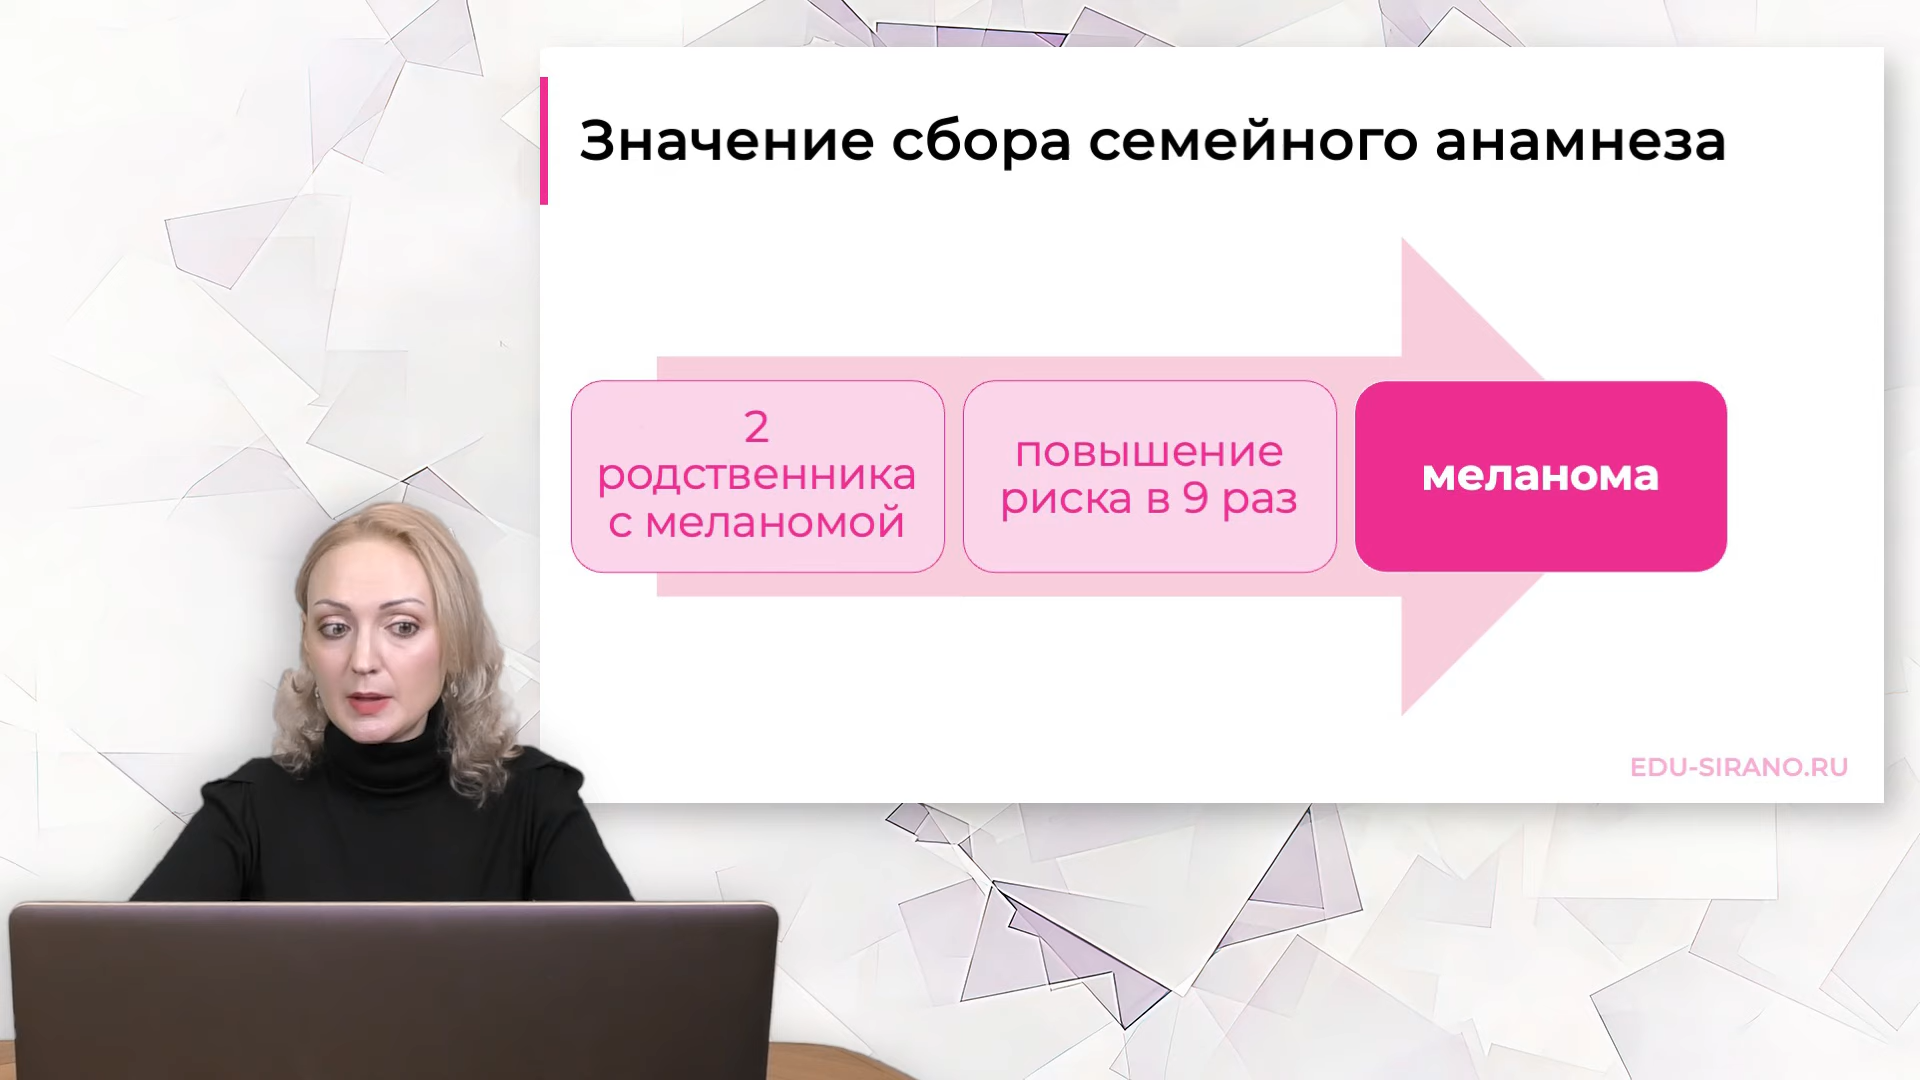 Значение сбора семейного анамнеза
2
родственника
с меланомой
повышение
риска в 9 раз
меланома
EDU-SIRANO.RU